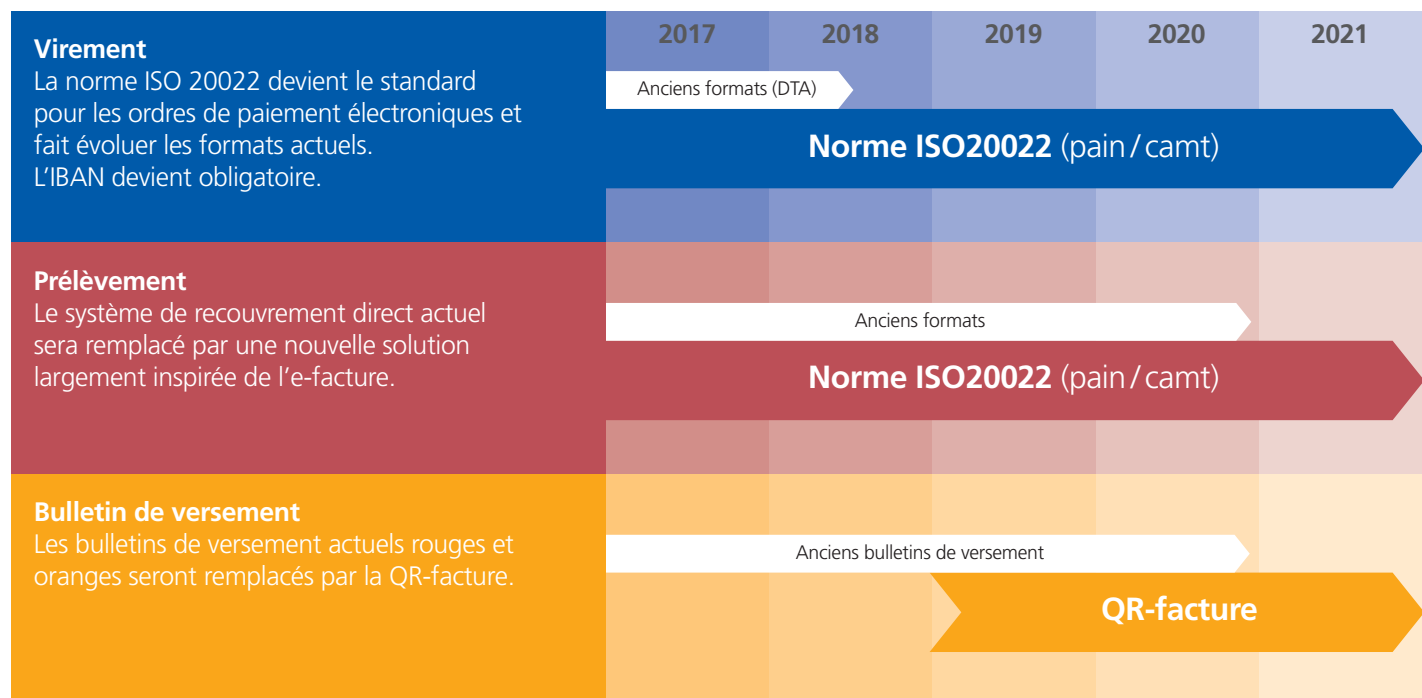 2017 2018 2019 2020 2021
Virement
La norme ISO 20022 devient le standard
pour les ordres de paiement électroniques et
fait évoluer les formats actuels.
L’IBAN devient obligatoire.
Anciens formats (DTA)
Norme ISO20022 (pain / camt)
Prélèvement
Le système de recouvrement direct actuel
sera remplacé par une nouvelle solution
largement inspirée de l’e-facture.
Anciens formats
Norme ISO20022 (pain / camt)
Bulletin de versement
Les bulletins de versement actuels rouges et
oranges seront remplacés par la QR-facture.
Anciens bulletins de versement
QR-facture